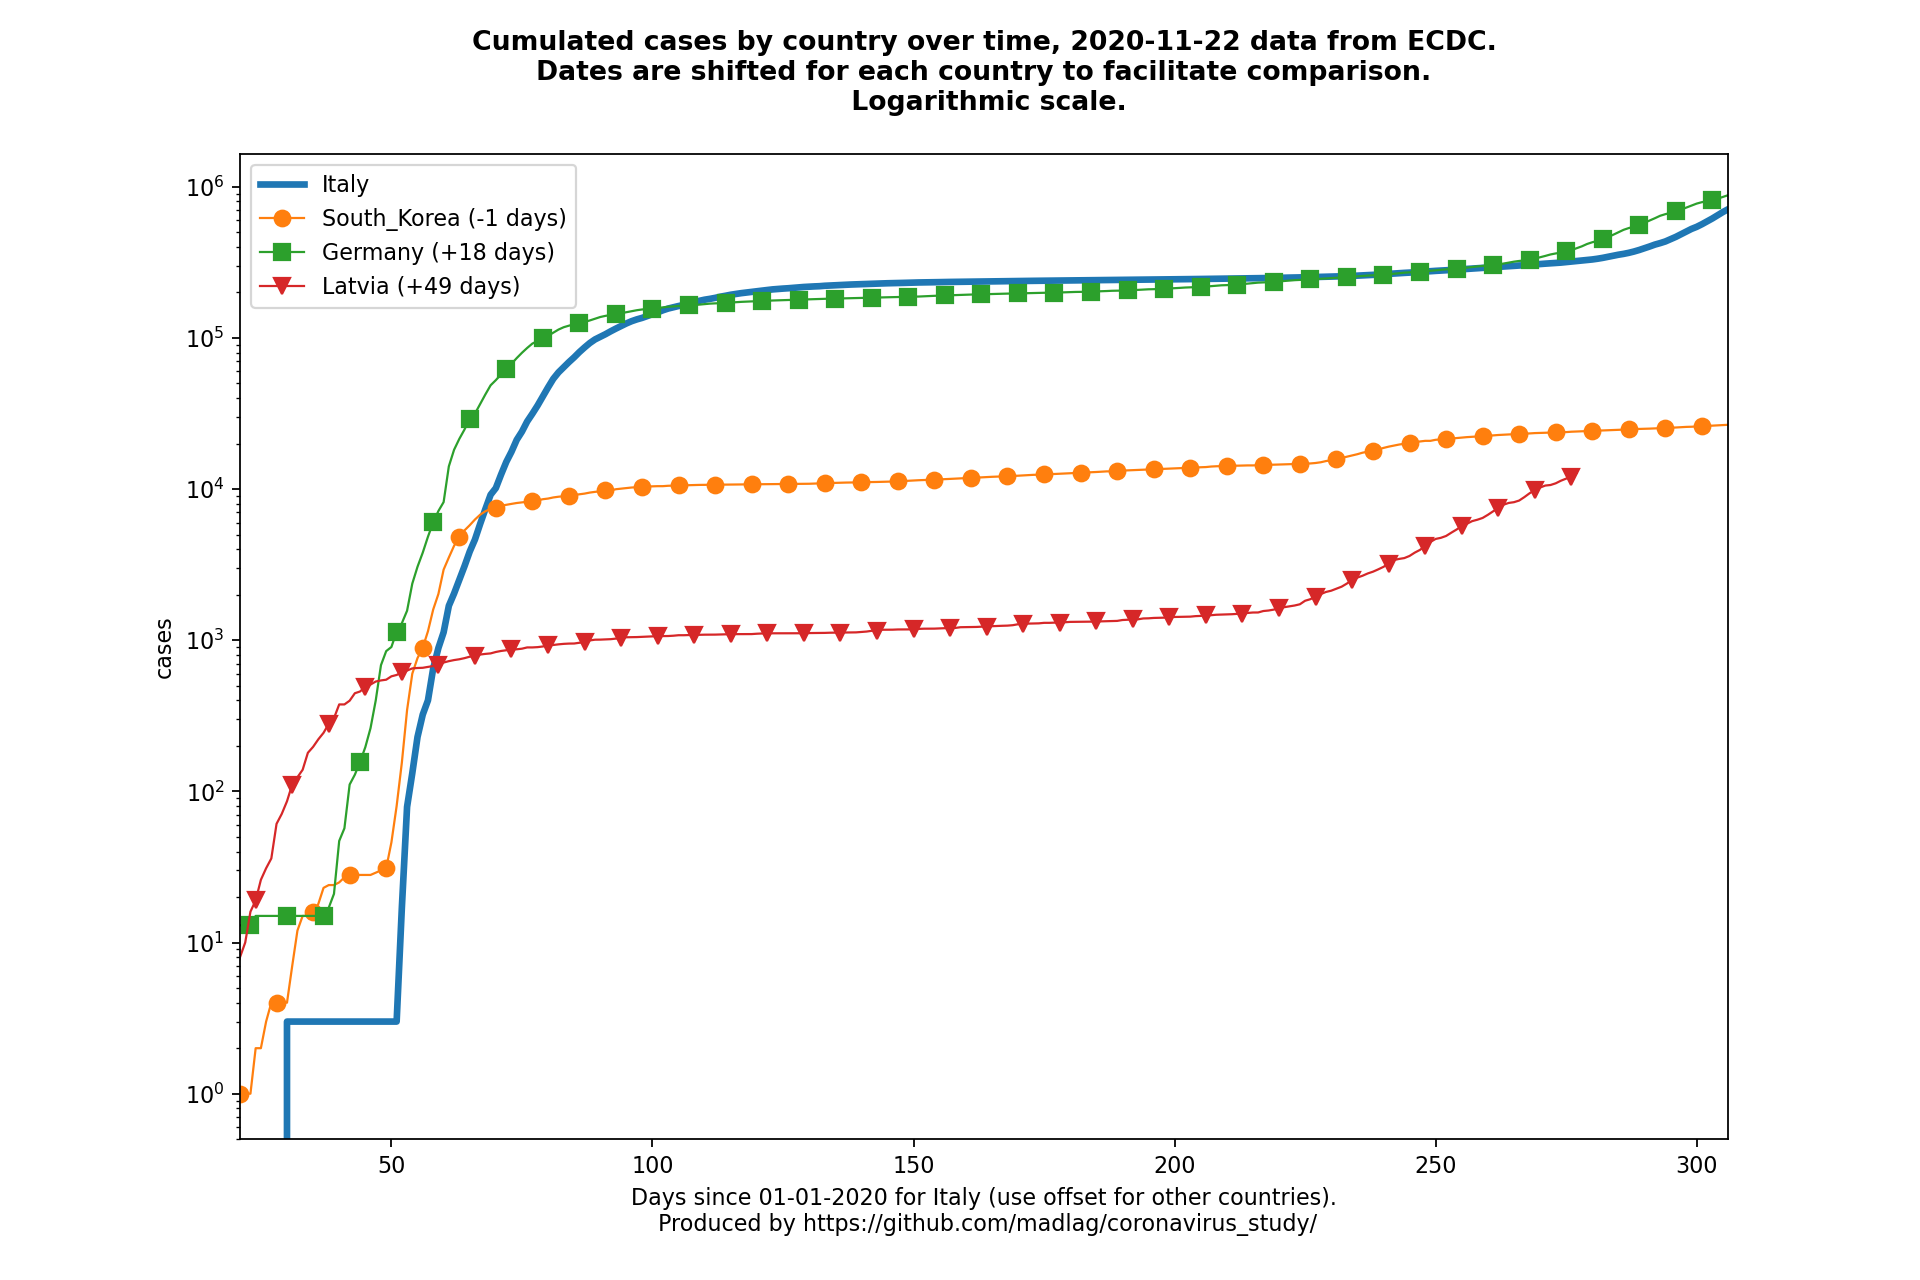 Cumulated cases by country over time, 2020-11-22 data from ECDC.
Dates are shifted for each country to facilitate comparison.
Logarithmic scale.
Italy
South_Korea (-1 days)
Germany (+18 days)
Latvia (+49 days)
10^6
10^5
10^4
10^3
10^2
10^1
10^0
cases
50 100 150 200 250 300
Days since 01-01-2020 for Italy (use offset for other countries).
Produced by https://github.com/madlag/coronavirus_study/